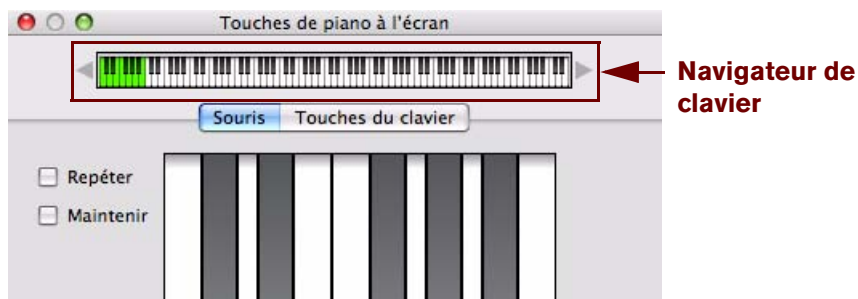 Touches de piano à l'écran
Navigateur de
clavier
Souris Touches du clavier
Repéter
Maintenir